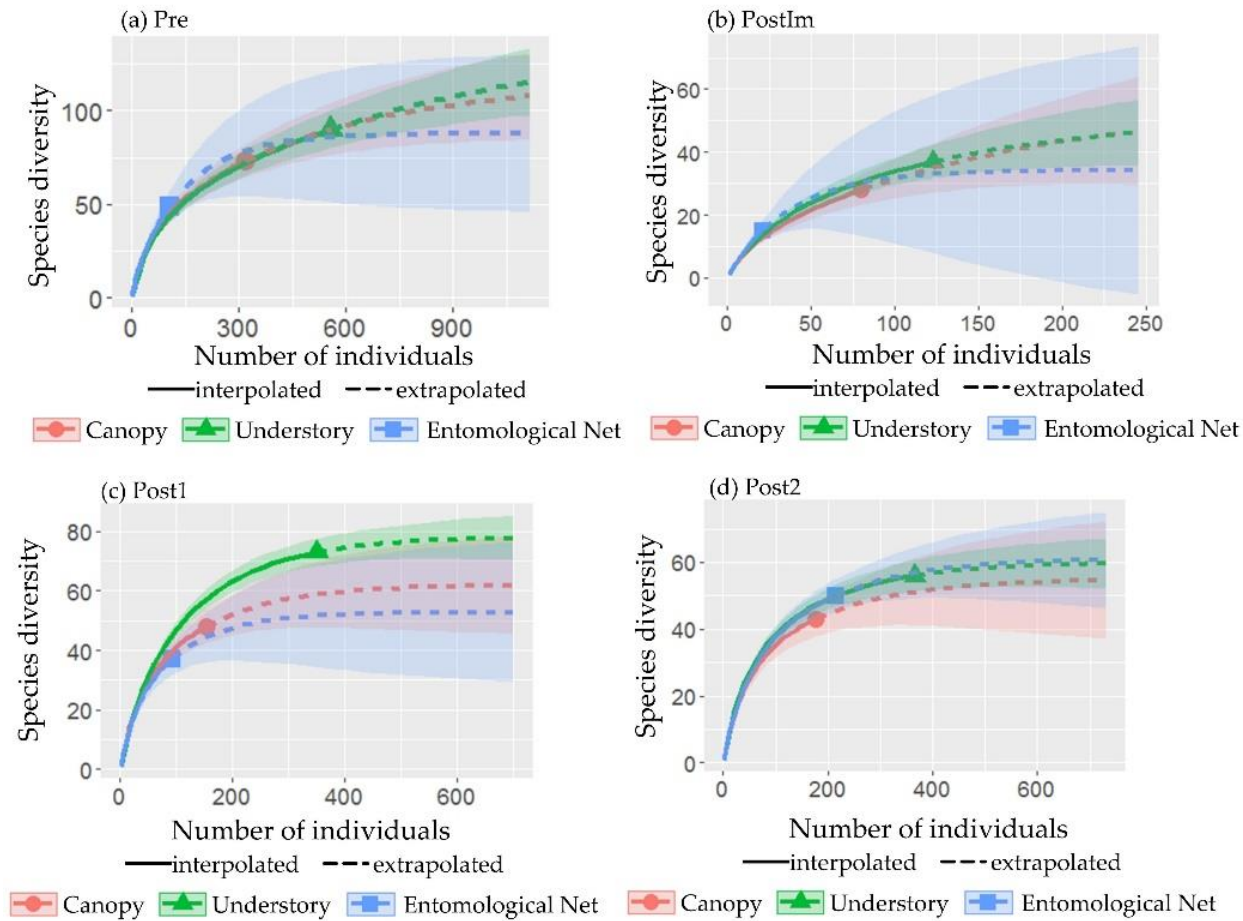 (a) Pre
Species diversity
100
50
0
0 300 600 900
Number of individuals
interpolated extrapolated
Canopy Understory Entomological Net
(b) PostIm
Species diversity
60
40
20
0
0 50 100 150 200 250
Number of individuals
interpolated extrapolated
Canopy Understory Entomological Net
(c) Post1
Species diversity
80
60
40
20
0
0 200 400 600
Number of individuals
interpolated extrapolated
Canopy Understory Entomological Net
(d) Post2
Species diversity
60
40
20
0
0 200 400 600
Number of individuals
interpolated extrapolated
Canopy Understory Entomological Net